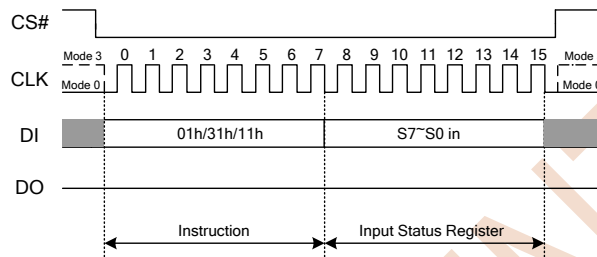 CS#
Mode 3 0 1 2 3 4 5 6 7 8 9 10 11 12 13 14 15 Mode
CLK
Mode 0 Mode
DI 01h/31h/11h S7~S0 in
DO
Instruction Input Status Register